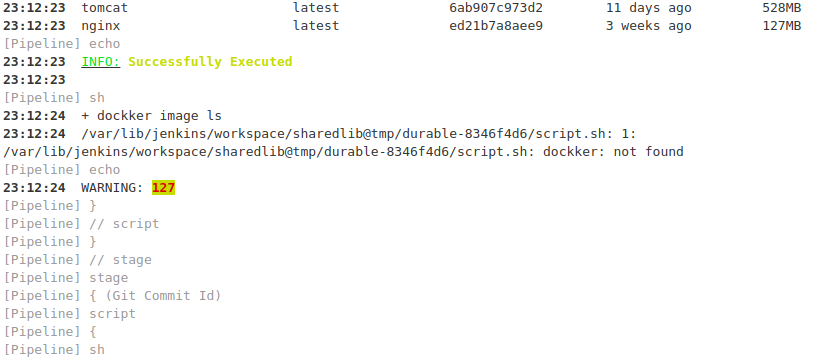 23:12:23 tomcat latest 6ab907c973d2 11 days ago 528MB
23:12:23 nginx latest ed21b7a8aee9 3 weeks ago 127MB
[Pipeline] echo
23:12:23 INFO: Successfully Executed
23:12:23
[Pipeline] sh
23:12:24 + dockker image ls
23:12:24 /var/lib/jenkins/workspace/sharedlib@tmp/durable-8346f4d6/script.sh: 1:
/var/lib/jenkins/workspace/sharedlib@tmp/durable-8346f4d6/script.sh: dockker: not found
[Pipeline] echo
23:12:24 WARNING: 127
[Pipeline] }
[Pipeline] // script
[Pipeline] }
[Pipeline] // stage
[Pipeline] stage
[Pipeline] { (Git Commit Id)
[Pipeline] script
[Pipeline] {
[Pipeline] sh